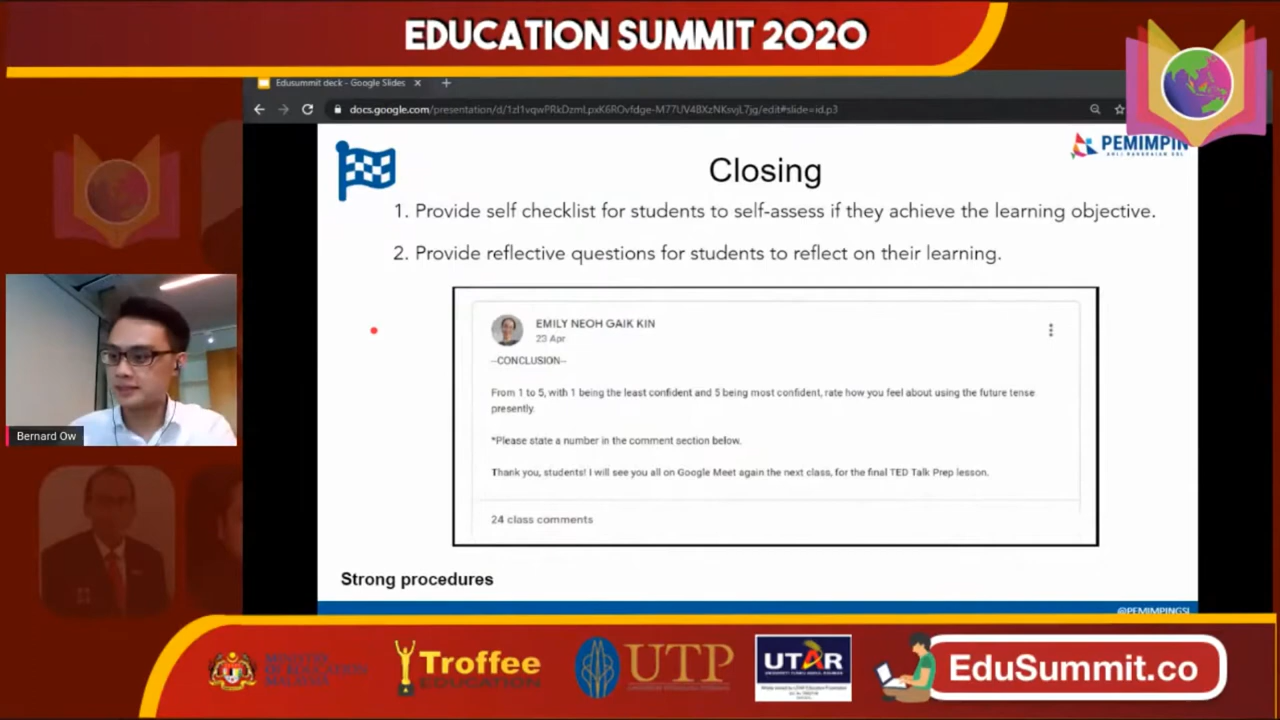 EDUCATION SUMMIT 2020
Edusummit deck - Google Slides
PEMIMPIN
Closing
1. Provide self checklist for students to self-assess if they achieve the learning objective.
2. Provide reflective questions for students to reflect on their learning.
EMILY NEOH GAIK KIN
23 Apr
--CONCLUSION--
From 1 to 5, with 1 being the least confident and 5 being most confident, rate how you feel about using the future tense
presently.
*Please state a number in the comment section below.
Thank you, students! I will see you all on Google Meet again the next class, for the final TED Talk Prep lesson.
24 class comments
Bernard Ow
Strong procedures
@PEMIMPINGSL
MINISTRY
OF EDUCATION
MALAYSIA
Troffee
EDUCATION
UTP
UTAR
EduSummit.co